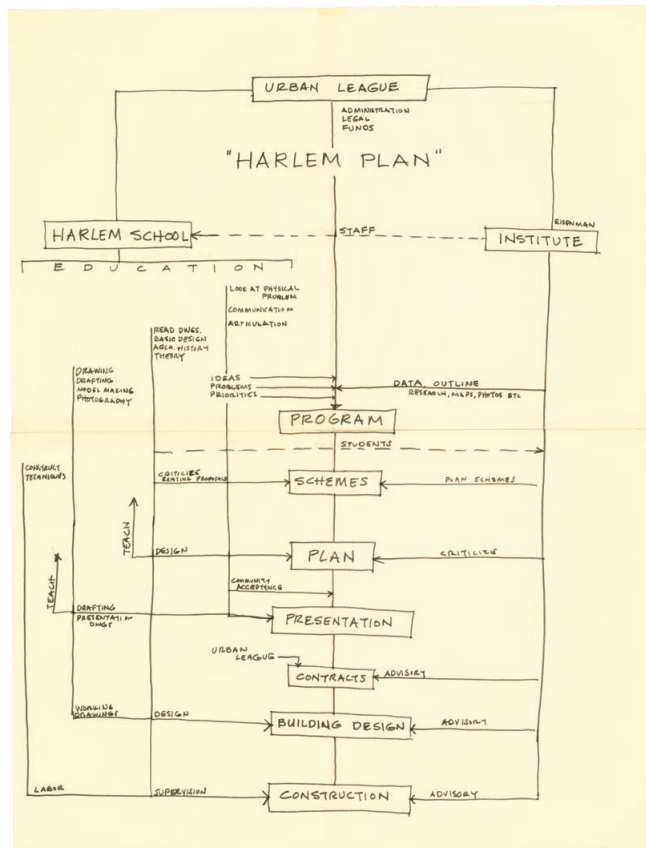 URBAN LEAGUE
ADMINISTRATION
LEGAL
FUNDS
"HARLEM PLAN"
EISENMAN
HARLEM SCHOOL
STAFF
INSTITUTE
EDUCATION
LOOK AT PHYSICAL
PROBLEM
COMMUNICATION
ARTICULATION
READ DWGS.
BASIC DESIGN
ARCH. HISTORY
THEORY
DRAWING
DRAFTING
MODEL MAKING
PHOTOGRAPHY
IDEAS
PROBLEMS
PRIORITIES
DATA, OUTLINE
RESEARCH, MAPS, PHOTOS ETC
PROGRAM
STUDENTS
CONSTRUCT
TECHNIQUES
CRITICIZE
PROPOSALS
SCHEMES
PLAN SCHEMES
TEACH
DESIGN
PLAN
CRITICIZE
TEACH
COMMUNITY
ACCEPTENCE
DRAFTING
PRESENTATION
DWGS
PRESENTATION
URBAN
LEAGUE
CONTRACTS
ADVISIRY
WORKING
DRAWINGS
DESIGN
BUILDING DESIGN
ADVISIRY
LABOR
SUPERVISION
CONSTRUCTION
ADVISORY